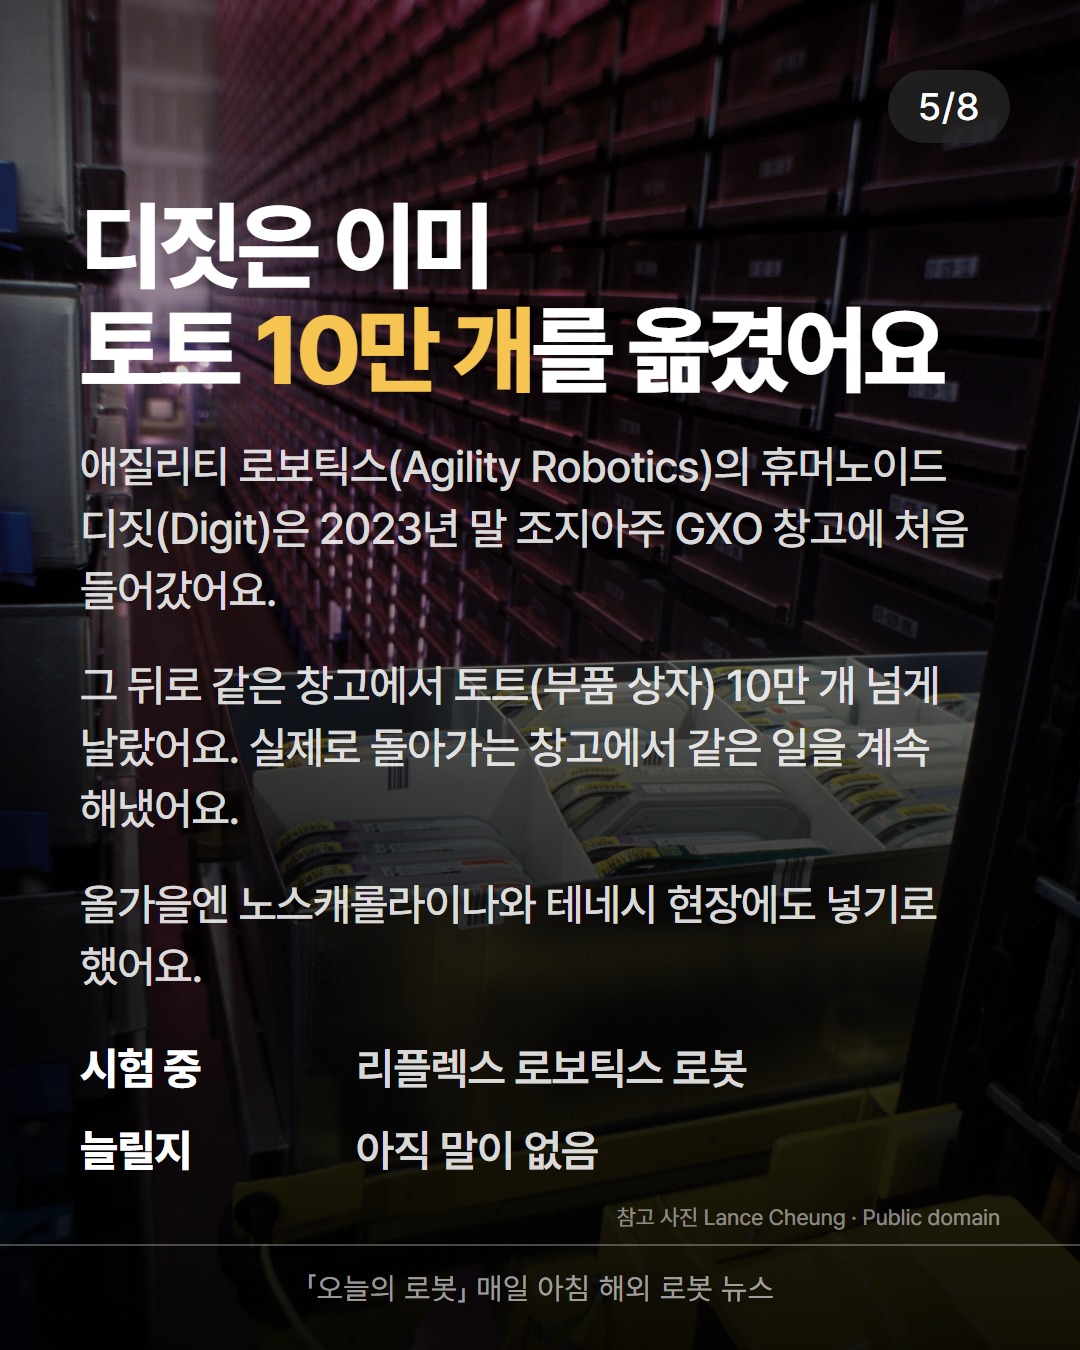 5/8
디짓은 이미
토트 10만 개를 옮겼어요
애질리티 로보틱스(Agility Robotics)의 휴머노이드
디짓(Digit)은 2023년 말 조지아주 GXO 창고에 처음
들어갔어요.
그 뒤로 같은 창고에서 토트(부품 상자) 10만 개 넘게
날랐어요. 실제로 돌아가는 창고에서 같은 일을 계속
해냈어요.
올가을엔 노스캐롤라이나와 테네시 현장에도 넣기로
했어요.
시험 중 리플렉스 로보틱스 로봇
늘릴지 아직 말이 없음
참고 사진 Lance Cheung · Public domain
「오늘의 로봇」 매일 아침 해외 로봇 뉴스